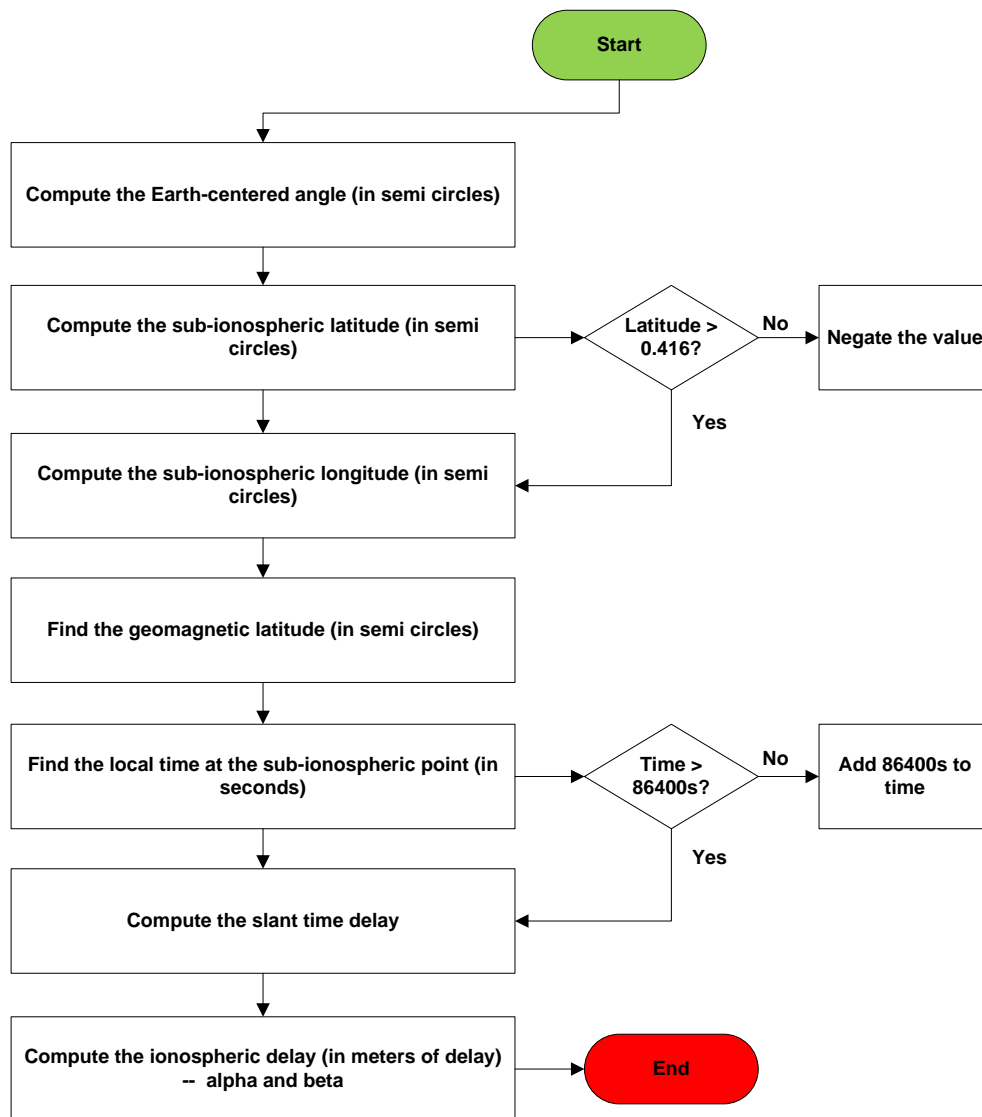 Start
Compute the Earth-centered angle (in semi circles)
Compute the sub-ionospheric latitude (in semi
circles)
Latitude >
0.416?
No
Negate the value
Yes
Compute the sub-ionospheric longitude (in semi
circles)
Find the geomagnetic latitude (in semi circles)
Find the local time at the sub-ionospheric point (in
seconds)
Time >
86400s?
No
Add 86400s to
time
Yes
Compute the slant time delay
Compute the ionospheric delay (in meters of delay)
-- alpha and beta
End